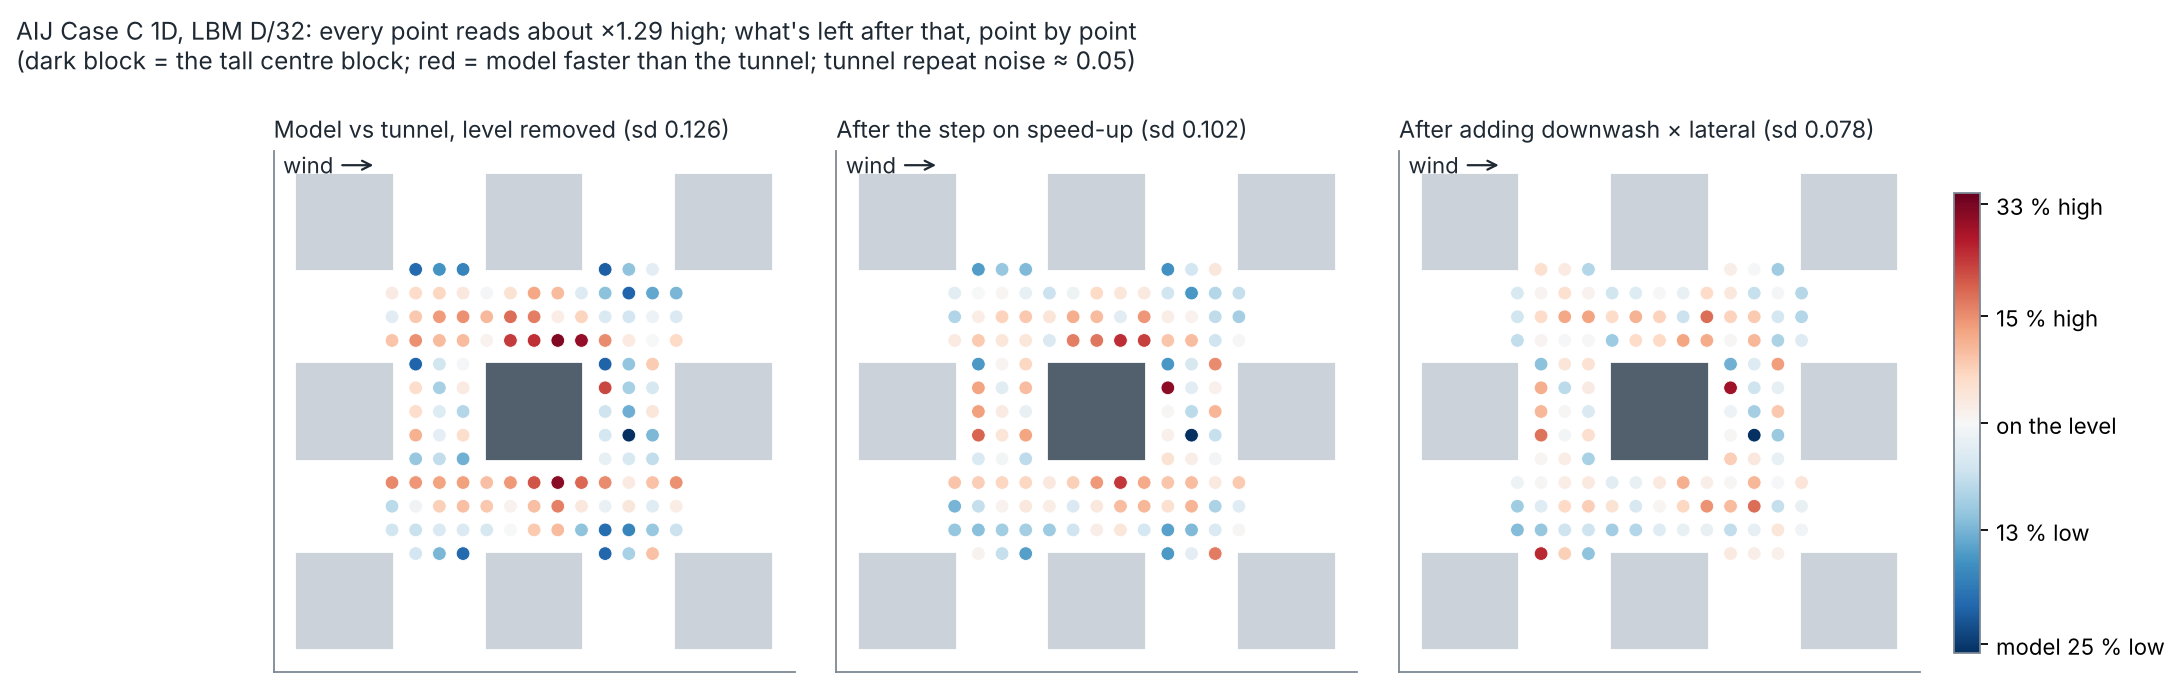 AIJ Case C 1D, LBM D/32: every point reads about ×1.29 high; what's left after that, point by point
(dark block = the tall centre block; red = model faster than the tunnel; tunnel repeat noise ≈ 0.05)
Model vs tunnel, level removed (sd 0.126)
After the step on speed-up (sd 0.102)
After adding downwash × lateral (sd 0.078)
wind
wind
wind
33 % high
15 % high
on the level
13 % low
model 25 % low